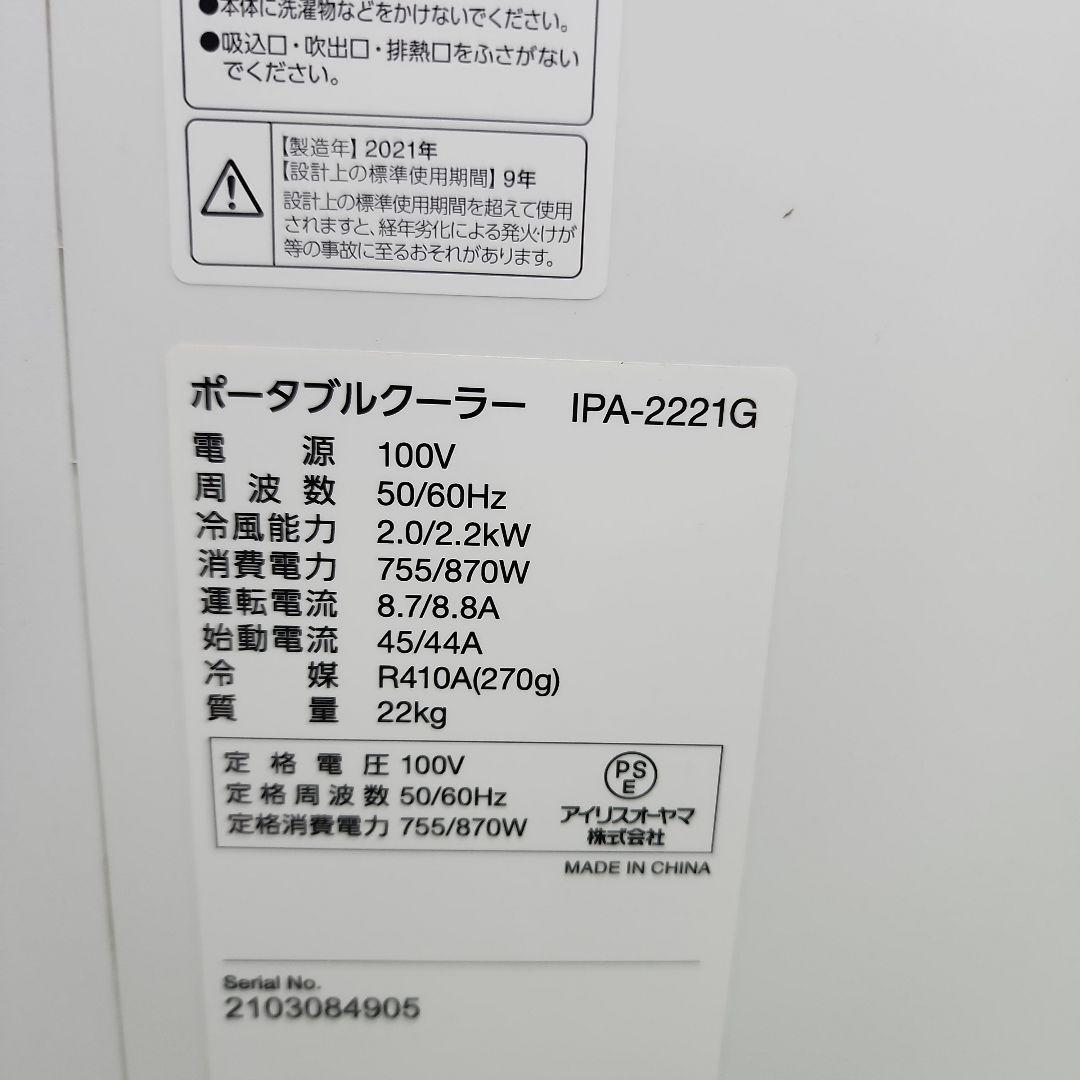 ●本体に洗濯物などをかけないでください。
●吸込口・吹出口・排熱口をふさがない
でください。
【製造年】2021年
【設計上の標準使用期間】9年
設計上の標準使用期間を超えて使用
されますと、経年劣化による発火けが
等の事故に至るおそれがあります。
ポータブルクーラー IPA-2221G
電源 100V
周波数 50/60Hz
冷風能力 2.0/2.2kW
消費電力 755/870W
運転電流 8.7/8.8A
始動電流 45/44A
冷媒 R410A(270g)
質量 22kg
定格電圧 100V
定格周波数 50/60Hz
定格消費電力 755/870W
PS
E
アイリスオーヤマ
株式会社
MADE IN CHINA
Serial No.
2103084905